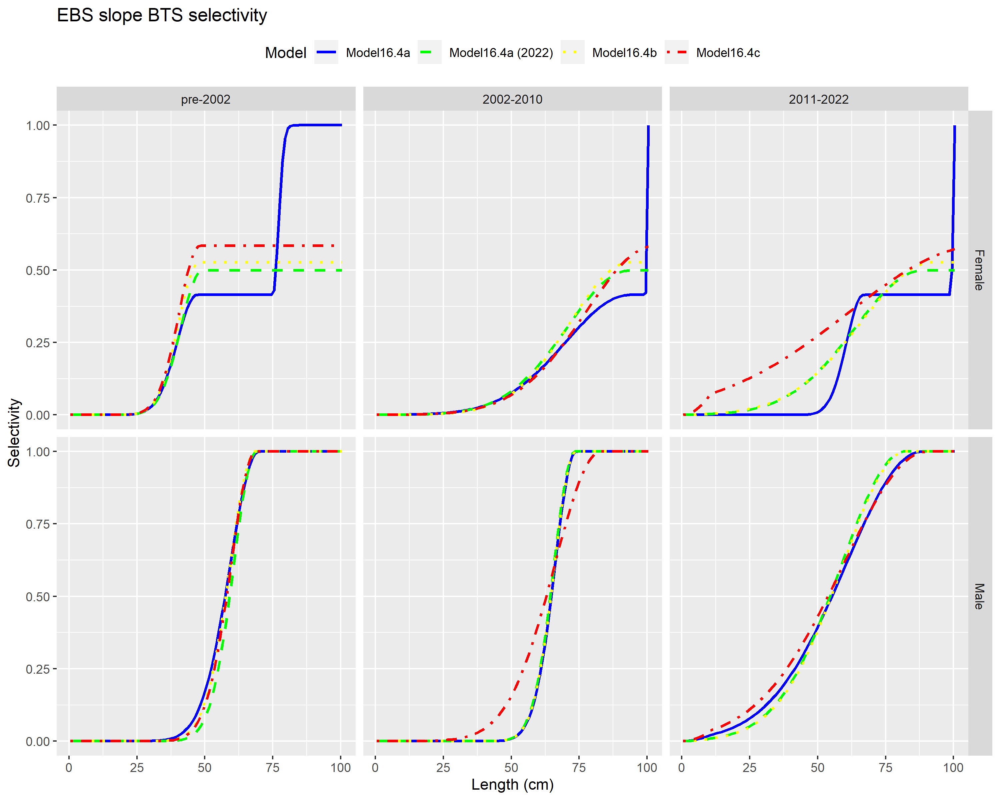 EBS slope BTS selectivity
Model Model16.4a Model16.4a (2022) Model16.4b Model16.4c
pre-2002 2002-2010 2011-2022
1.00
0.75
0.50
0.25
0.00
Female
Selectivity
1.00
0.75
0.50
0.25
0.00
Male
0 25 50 75 100 0 25 50 75 100 0 25 50 75 100
Length (cm)